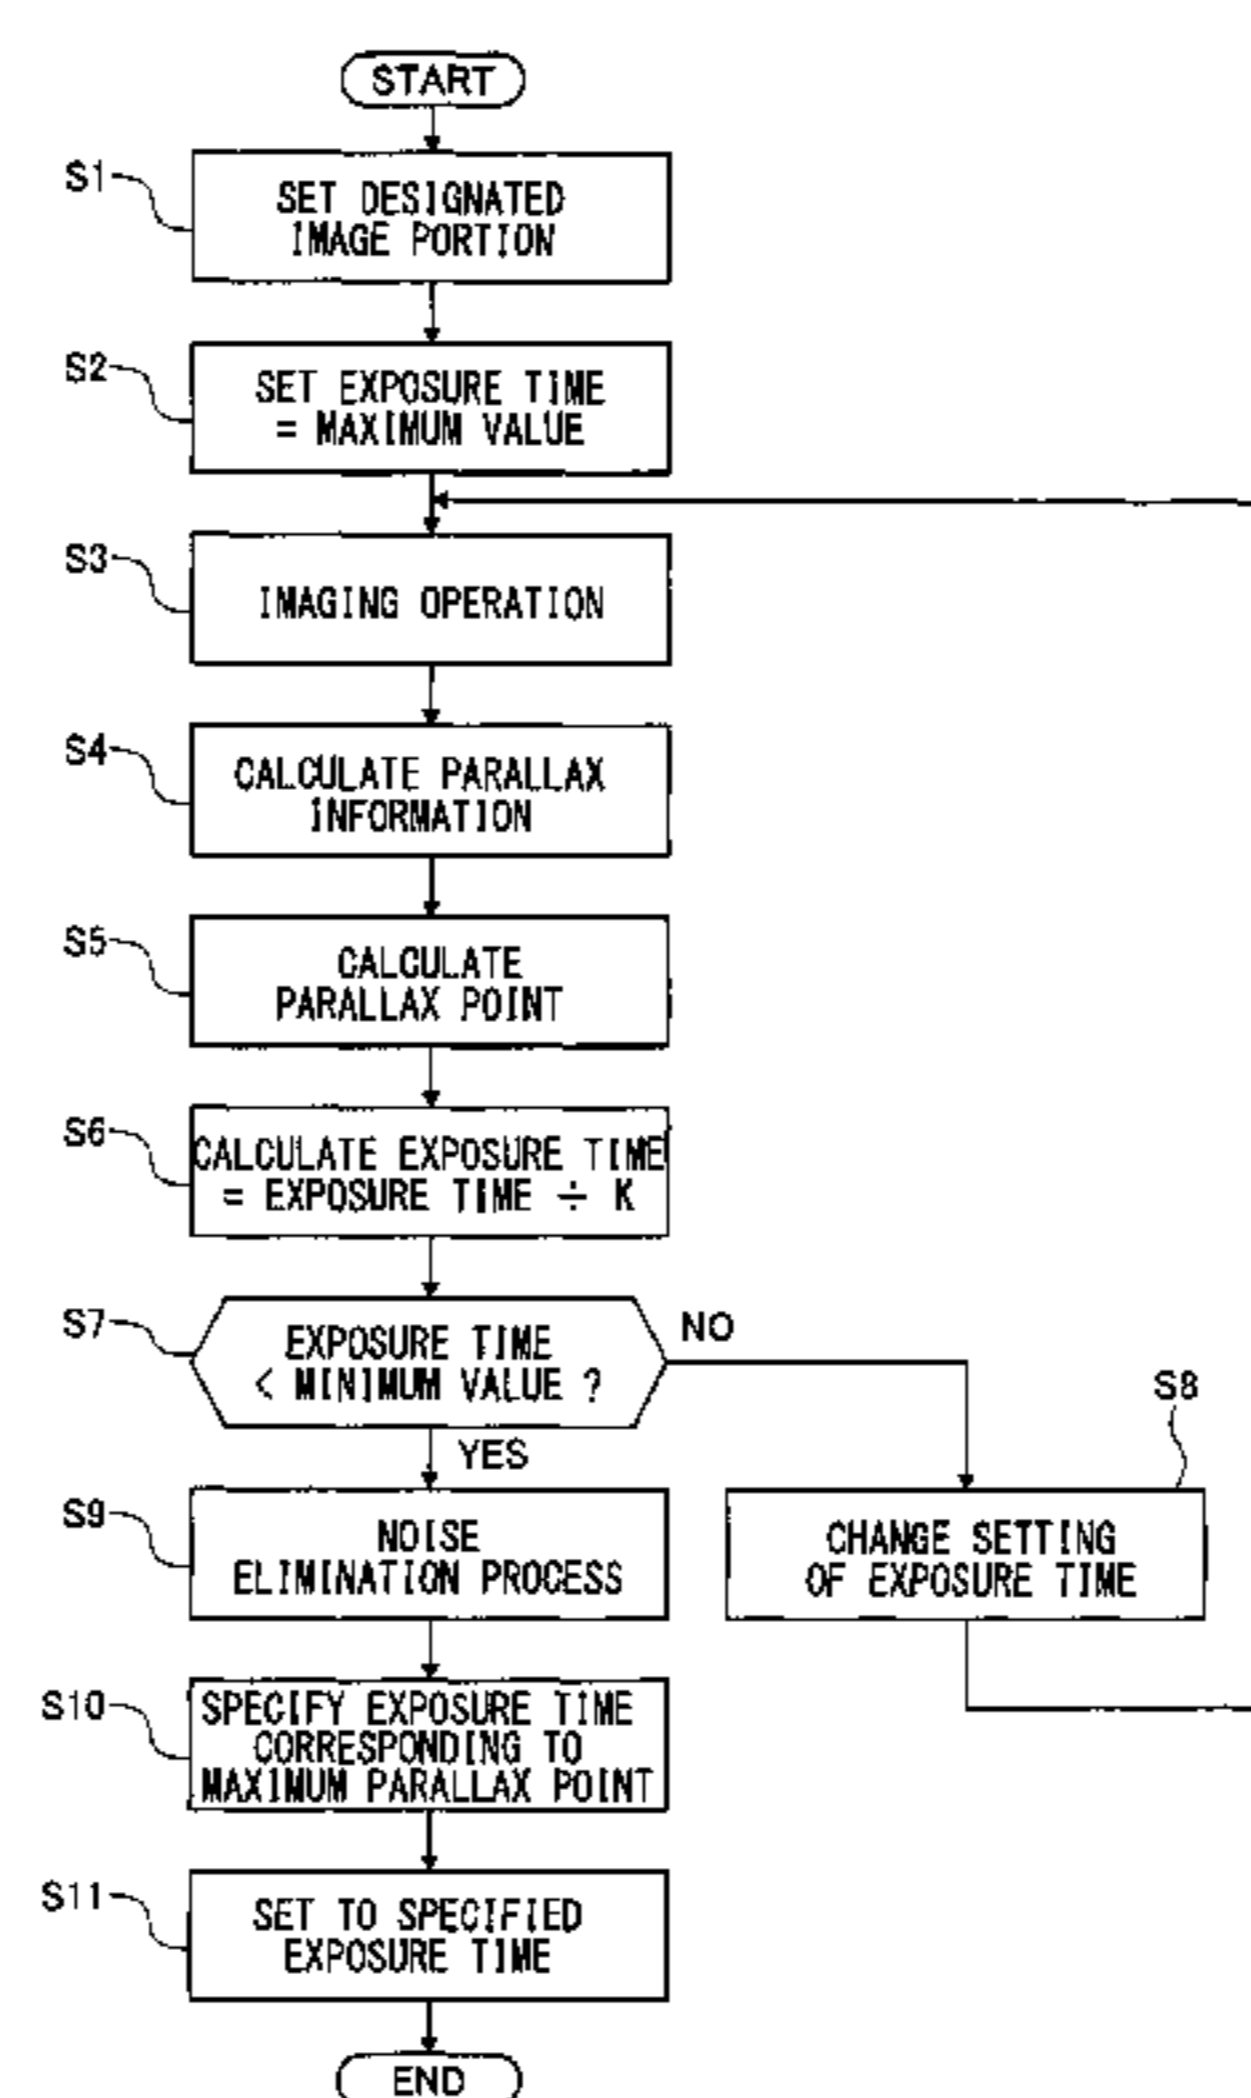 START
S1
SET DESIGNATED
IMAGE PORTION
S2
SET EXPOSURE TIME
= MAXIMUM VALUE
S3
IMAGING OPERATION
S4
CALCULATE PARALLAX
INFORMATION
S5
CALCULATE
PARALLAX POINT
S6
CALCULATE EXPOSURE TIME
= EXPOSURE TIME ÷ K
S7
EXPOSURE TIME
< MINIMUM VALUE ?
NO
YES
S8
CHANGE SETTING
OF EXPOSURE TIME
S9
NOISE
ELIMINATION PROCESS
S10
SPECIFY EXPOSURE TIME
CORRESPONDING TO
MAXIMUM PARALLAX POINT
S11
SET TO SPECIFIED
EXPOSURE TIME
END